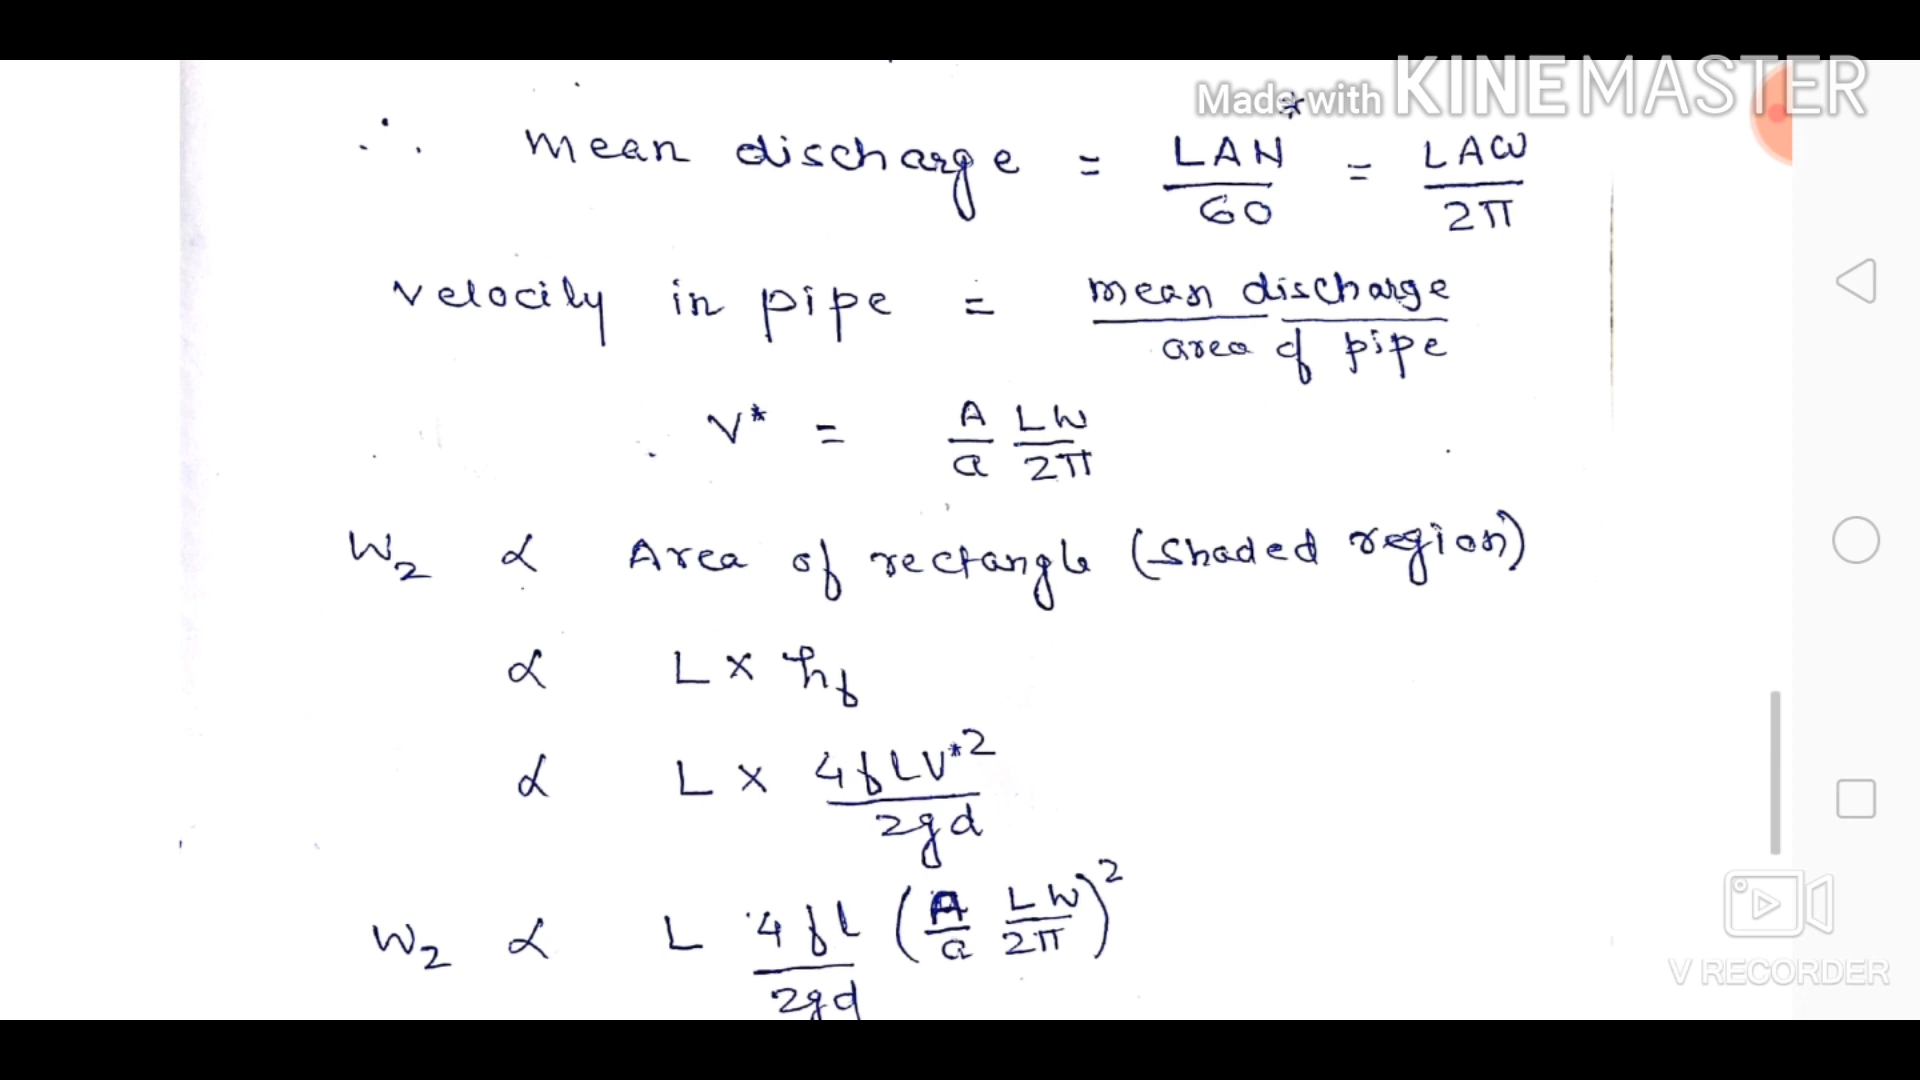 Made with KINEMASTER
∴ mean discharge = LAN*/60 = LAω/2π
velocity in pipe = mean discharge/area of pipe
∴ V* = A/a Lω/2π
W₂ ∝ Area of rectangle (shaded region)
∝ L × hf
∝ L × 4fLV*²/2gd
W₂ ∝ L 4fl/2gd (A/a Lω/2π)²
V RECORDER